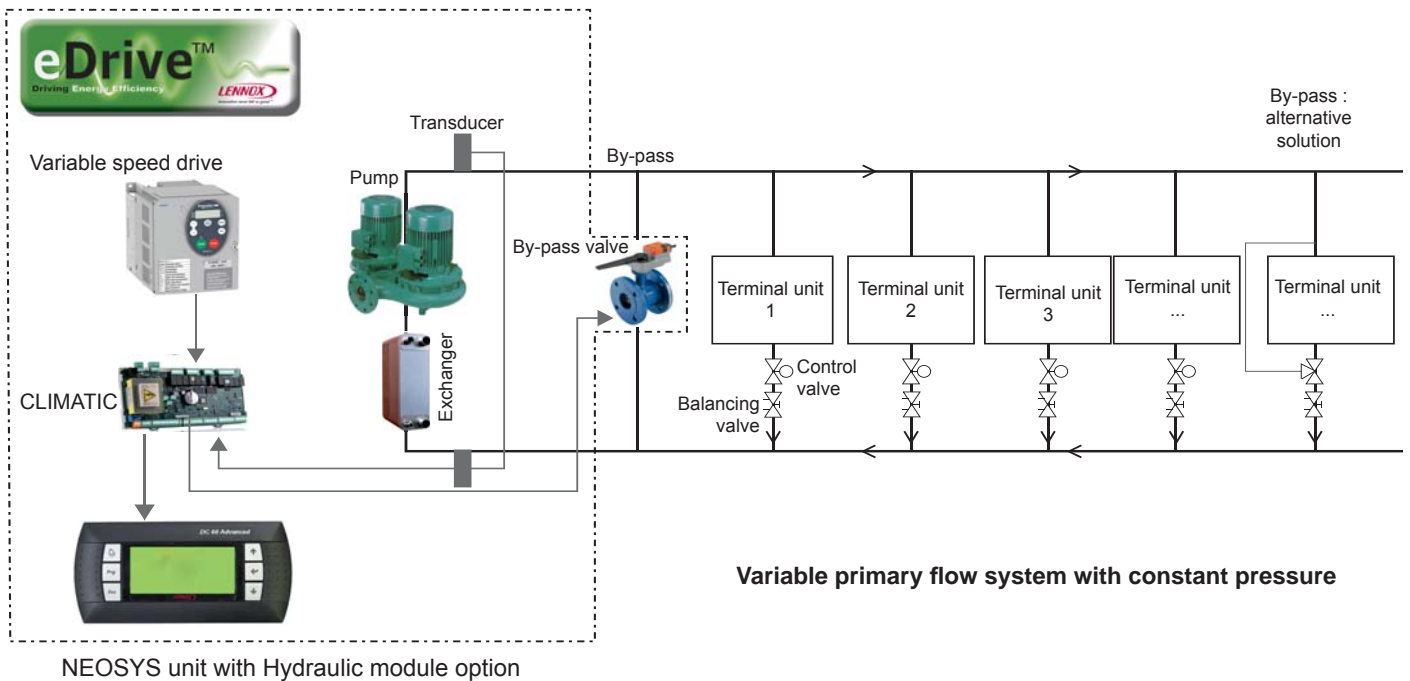 eDrive™
Driving Energy Efficiency
LENNOX
Variable speed drive
CLIMATIC
DC 60 Advanced
LENNOX
NEOSYS unit with Hydraulic module option
Transducer
Pump
Exchanger
By-pass
By-pass valve
Terminal unit
1
Terminal unit
2
Terminal unit
3
Terminal unit
...
Terminal unit
...
Control
valve
Balancing
valve
By-pass :
alternative
solution
Variable primary flow system with constant pressure